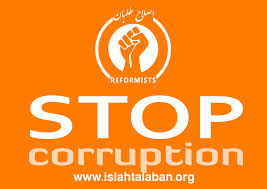 اصلاح طلبان
REFORMISTS
STOP
corruption
www.islahtalaban.org